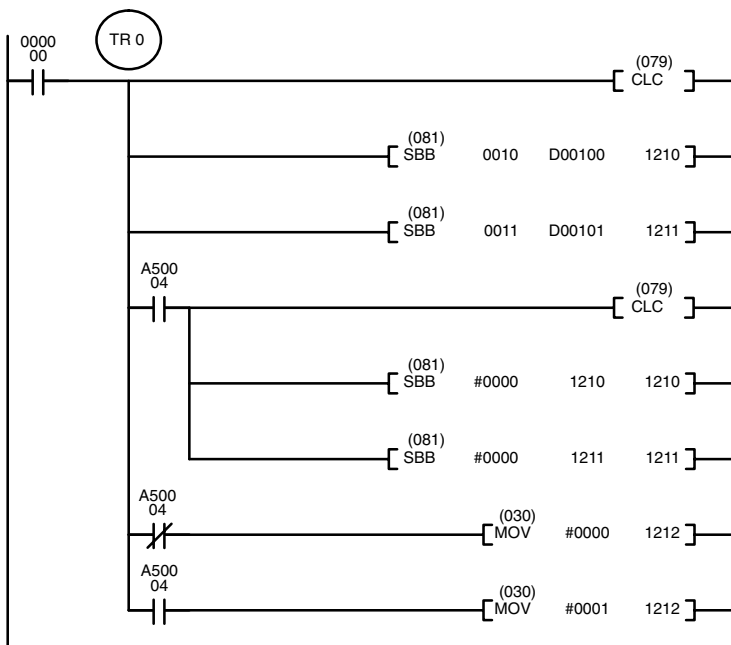 0000
00
TR 0
(079)
CLC
(081)
SBB 0010 D00100 1210
(081)
SBB 0011 D00101 1211
A500
04
(079)
CLC
(081)
SBB #0000 1210 1210
(081)
SBB #0000 1211 1211
A500
04
(030)
MOV #0000 1212
A500
04
(030)
MOV #0001 1212